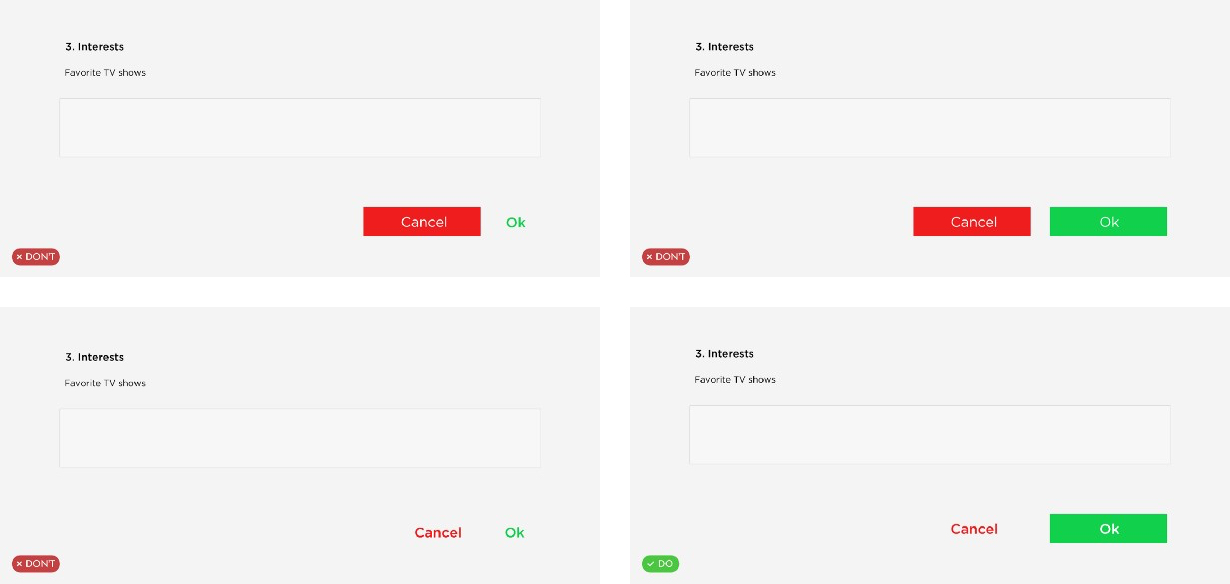 3. Interests
Favorite TV shows
Cancel Ok
× DON'T
3. Interests
Favorite TV shows
Cancel Ok
× DON'T
3. Interests
Favorite TV shows
Cancel Ok
× DON'T
3. Interests
Favorite TV shows
Cancel Ok
✓ DO